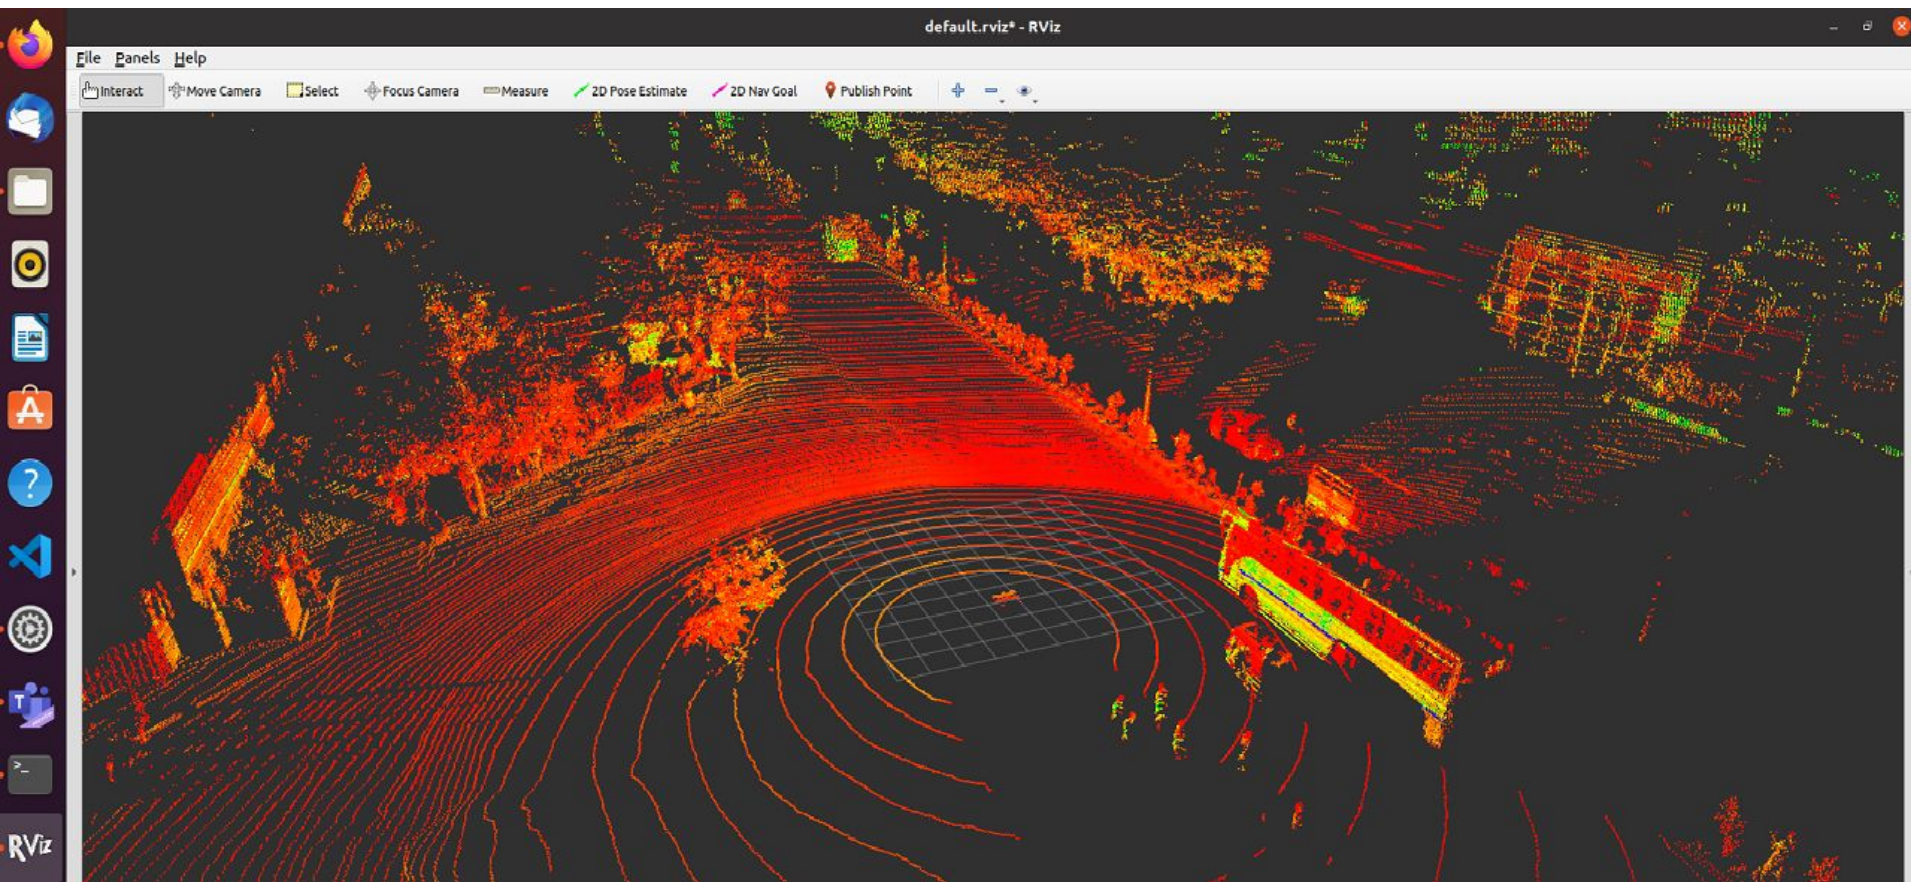 default.rviz* - RViz
File Panels Help
Interact Move Camera Select Focus Camera Measure 2D Pose Estimate 2D Nav Goal Publish Point
A
?
T
>_
RViz